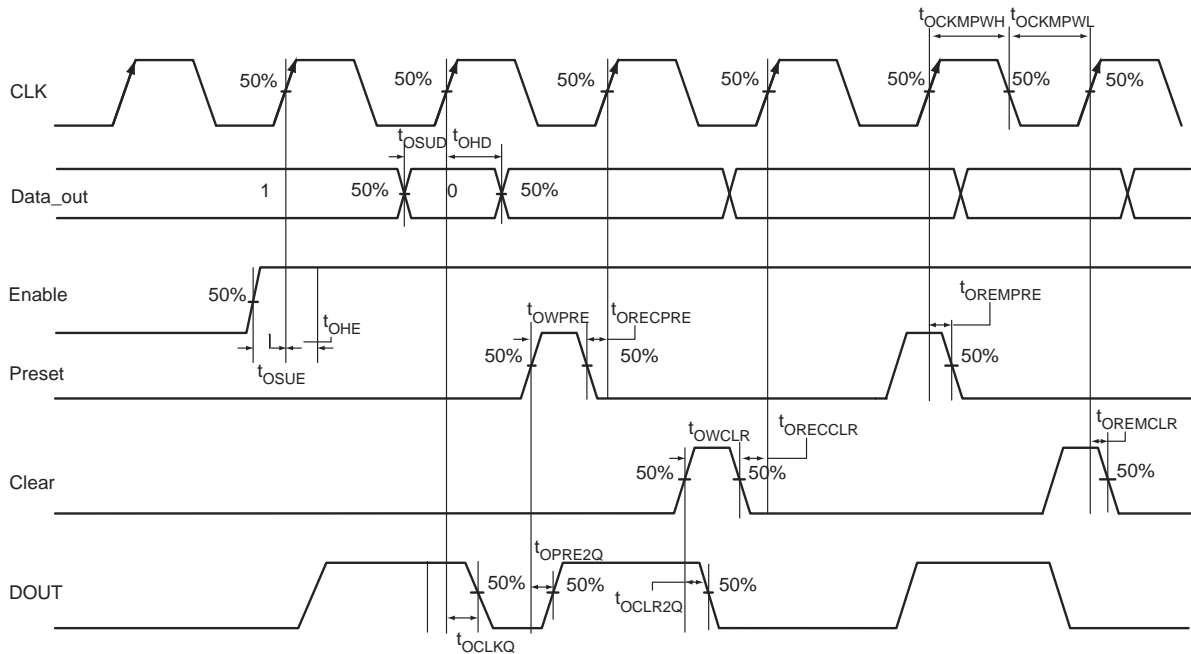 tOCKMPWH tOCKMPWL
CLK 50% 50% 50% 50% 50% 50% 50%
tOSUD tOHD
Data_out 1 50% 0 50%
Enable 50%
tOHE
tOSUE
tOWPRE tORECPRE tOREMPRE
Preset 50% 50% 50%
tOWCLR tORECCLR tOREMCLR
Clear 50% 50% 50%
tOPRE2Q
DOUT 50% 50% 50%
tOCLR2Q
tOCLKQ